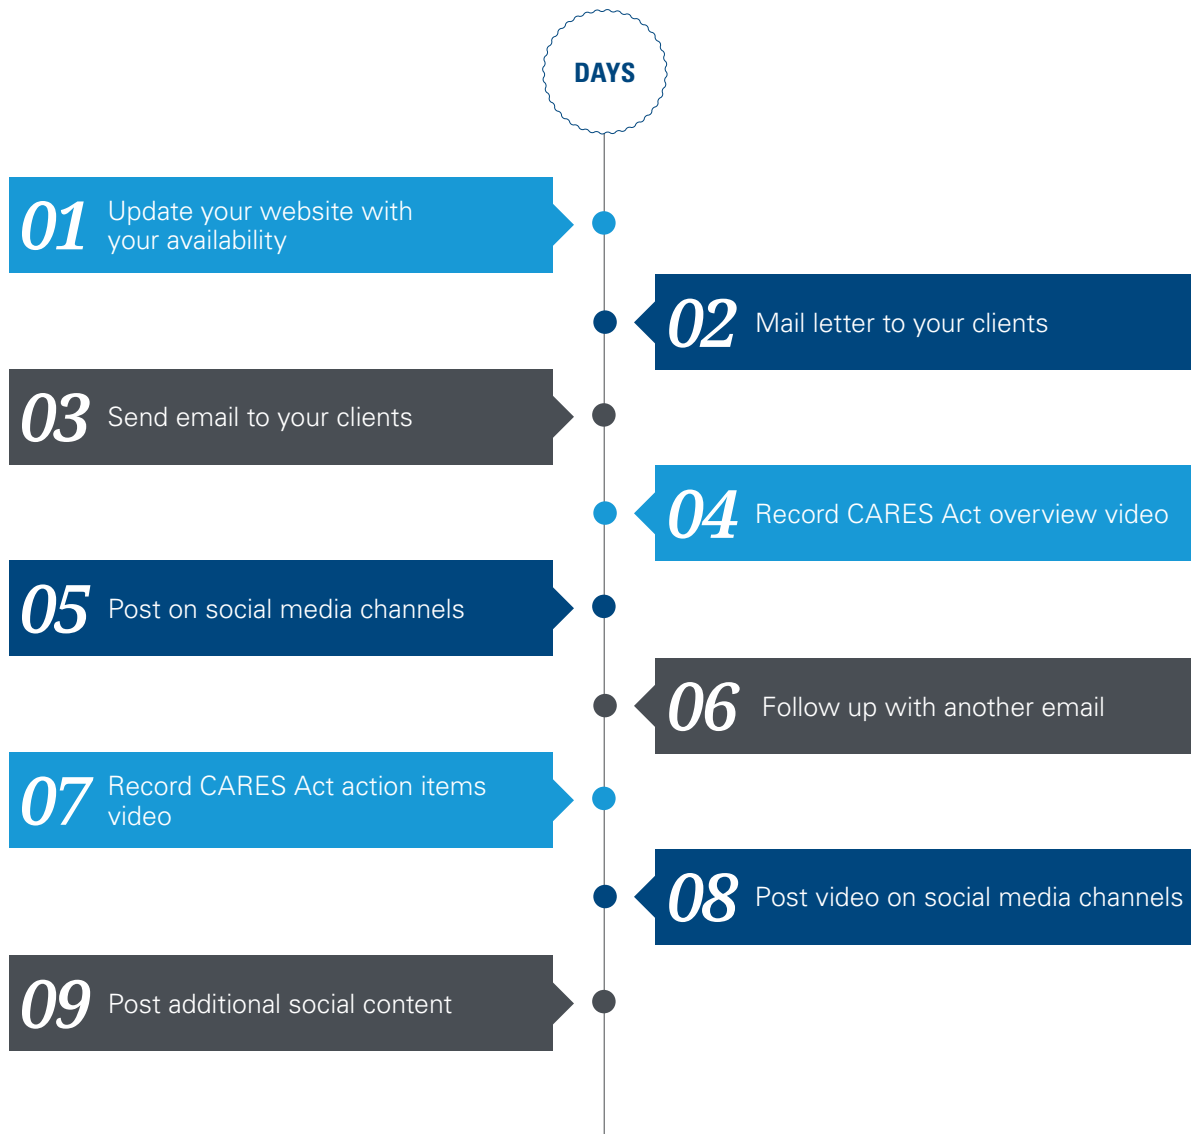 DAYS
01
Update your website with
your availability
02
Mail letter to your clients
03
Send email to your clients
04
Record CARES Act overview video
05
Post on social media channels
06
Follow up with another email
07
Record CARES Act action items
video
08
Post video on social media channels
09
Post additional social content